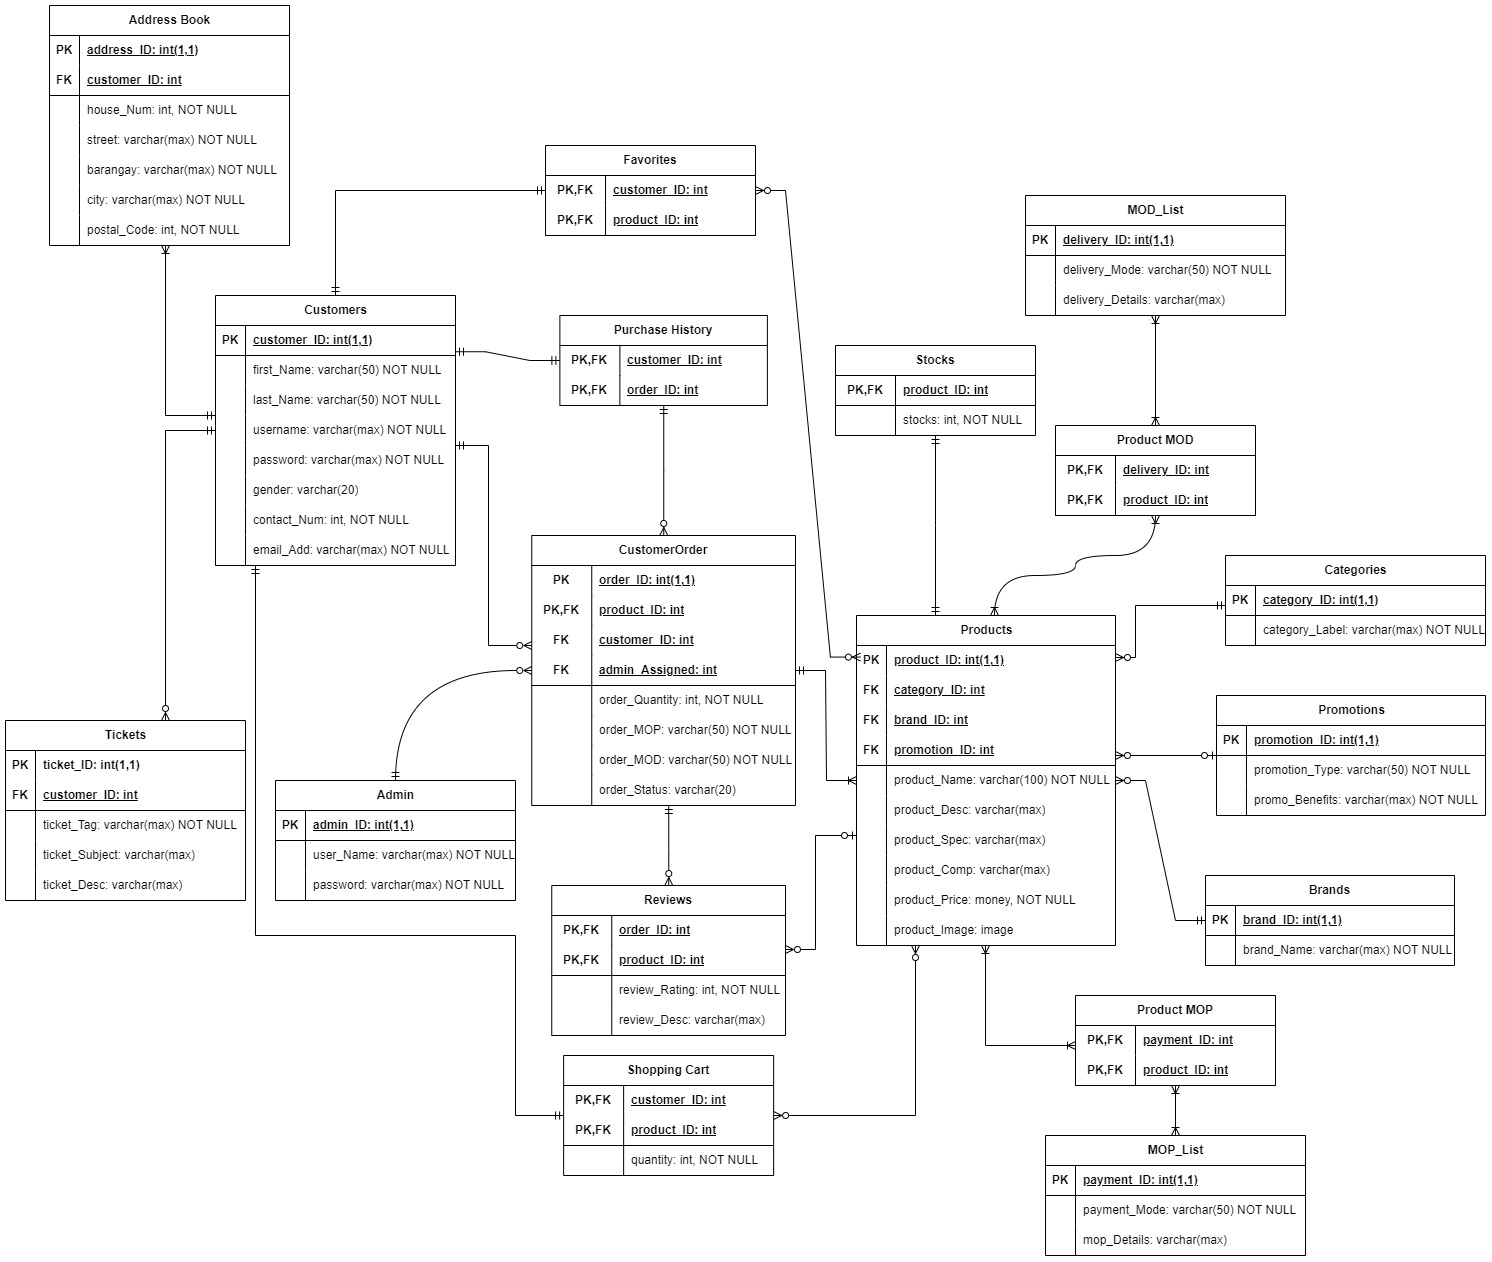 Address Book
PK address_ID: int(1,1)
FK customer_ID: int
house_Num: int, NOT NULL
street: varchar(max) NOT NULL
barangay: varchar(max) NOT NULL
city: varchar(max) NOT NULL
postal_Code: int, NOT NULL
Favorites
PK,FK customer_ID: int
PK,FK product_ID: int
MOD_List
PK delivery_ID: int(1,1)
delivery_Mode: varchar(50) NOT NULL
delivery_Details: varchar(max)
Customers
PK customer_ID: int(1,1)
first_Name: varchar(50) NOT NULL
last_Name: varchar(50) NOT NULL
username: varchar(max) NOT NULL
password: varchar(max) NOT NULL
gender: varchar(20)
contact_Num: int, NOT NULL
email_Add: varchar(max) NOT NULL
Purchase History
PK,FK customer_ID: int
PK,FK order_ID: int
Stocks
PK,FK product_ID: int
stocks: int, NOT NULL
Product MOD
PK,FK delivery_ID: int
PK,FK product_ID: int
CustomerOrder
PK order_ID: int(1,1)
PK,FK product_ID: int
FK customer_ID: int
FK admin_Assigned: int
order_Quantity: int, NOT NULL
order_MOP: varchar(50) NOT NULL
order_MOD: varchar(50) NOT NULL
order_Status: varchar(20)
Categories
PK category_ID: int(1,1)
category_Label: varchar(max) NOT NULL
Products
PK product_ID: int(1,1)
FK category_ID: int
FK brand_ID: int
FK promotion_ID: int
product_Name: varchar(100) NOT NULL
product_Desc: varchar(max)
product_Spec: varchar(max)
product_Comp: varchar(max)
product_Price: money, NOT NULL
product_Image: image
Promotions
PK promotion_ID: int(1,1)
promotion_Type: varchar(50) NOT NULL
promo_Benefits: varchar(max) NOT NULL
Tickets
PK ticket_ID: int(1,1)
FK customer_ID: int
ticket_Tag: varchar(max) NOT NULL
ticket_Subject: varchar(max)
ticket_Desc: varchar(max)
Admin
PK admin_ID: int(1,1)
user_Name: varchar(max) NOT NULL
password: varchar(max) NOT NULL
Brands
PK brand_ID: int(1,1)
brand_Name: varchar(max) NOT NULL
Reviews
PK,FK order_ID: int
PK,FK product_ID: int
review_Rating: int, NOT NULL
review_Desc: varchar(max)
Product MOP
PK,FK payment_ID: int
PK,FK product_ID: int
Shopping Cart
PK,FK customer_ID: int
PK,FK product_ID: int
quantity: int, NOT NULL
MOP_List
PK payment_ID: int(1,1)
payment_Mode: varchar(50) NOT NULL
mop_Details: varchar(max)